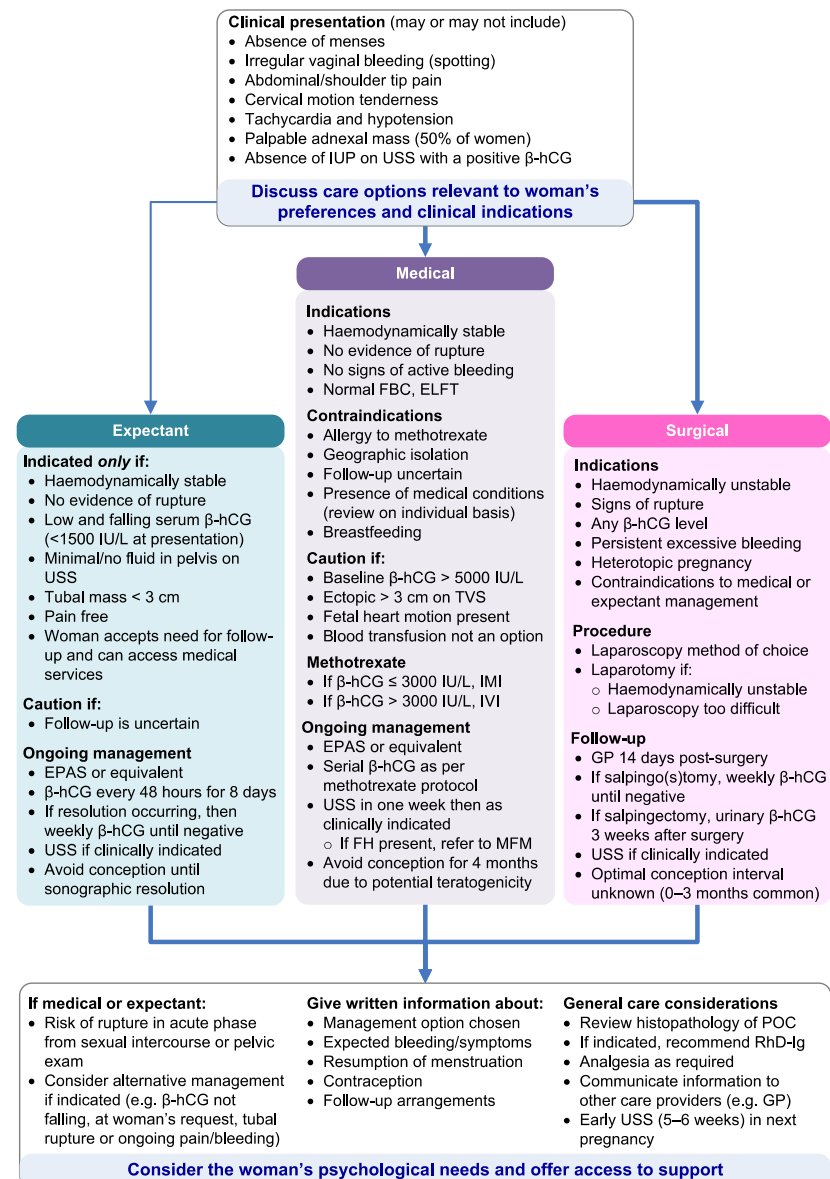 Clinical presentation (may or may not include)
• Absence of menses
• Irregular vaginal bleeding (spotting)
• Abdominal/shoulder tip pain
• Cervical motion tenderness
• Tachycardia and hypotension
• Palpable adnexal mass (50% of women)
• Absence of IUP on USS with a positive β-hCG
Discuss care options relevant to woman’s
preferences and clinical indications
Expectant
Indicated only if:
• Haemodynamically stable
• No evidence of rupture
• Low and falling serum β-hCG
(<1500 IU/L at presentation)
• Minimal/no fluid in pelvis on
USS
• Tubal mass < 3 cm
• Pain free
• Woman accepts need for follow-
up and can access medical
services
Caution if:
• Follow-up is uncertain
Ongoing management
• EPAS or equivalent
• β-hCG every 48 hours for 8 days
• If resolution occurring, then
weekly β-hCG until negative
• USS if clinically indicated
• Avoid conception until
sonographic resolution
Medical
Indications
• Haemodynamically stable
• No evidence of rupture
• No signs of active bleeding
• Normal FBC, ELFT
Contraindications
• Allergy to methotrexate
• Geographic isolation
• Follow-up uncertain
• Presence of medical conditions
(review on individual basis)
• Breastfeeding
Caution if:
• Baseline β-hCG > 5000 IU/L
• Ectopic > 3 cm on TVS
• Fetal heart motion present
• Blood transfusion not an option
Methotrexate
• If β-hCG ≤ 3000 IU/L, IMI
• If β-hCG > 3000 IU/L, IVI
Ongoing management
• EPAS or equivalent
• Serial β-hCG as per
methotrexate protocol
• USS in one week then as
clinically indicated
○ If FH present, refer to MFM
• Avoid conception for 4 months
due to potential teratogenicity
Surgical
Indications
• Haemodynamically unstable
• Signs of rupture
• Any β-hCG level
• Persistent excessive bleeding
• Heterotopic pregnancy
• Contraindications to medical or
expectant management
Procedure
• Laparoscopy method of choice
• Laparotomy if:
○ Haemodynamically unstable
○ Laparoscopy too difficult
Follow-up
• GP 14 days post-surgery
• If salpingo(s)tomy, weekly β-hCG
until negative
• If salpingectomy, urinary β-hCG
3 weeks after surgery
• USS if clinically indicated
• Optimal conception interval
unknown (0–3 months common)
If medical or expectant:
• Risk of rupture in acute phase
from sexual intercourse or pelvic
exam
• Consider alternative management
if indicated (e.g. β-hCG not
falling, at woman’s request, tubal
rupture or ongoing pain/bleeding)
Give written information about:
• Management option chosen
• Expected bleeding/symptoms
• Resumption of menstruation
• Contraception
• Follow-up arrangements
General care considerations
• Review histopathology of POC
• If indicated, recommend RhD-Ig
• Analgesia as required
• Communicate information to
other care providers (e.g. GP)
• Early USS (5–6 weeks) in next
pregnancy
Consider the woman’s psychological needs and offer access to support